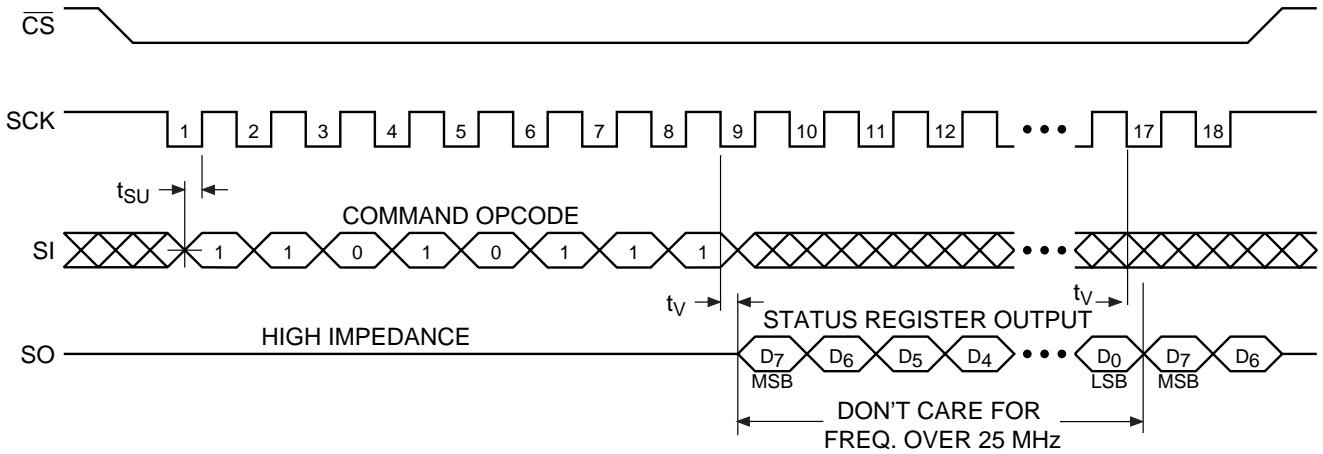 CS
SCK 1 2 3 4 5 6 7 8 9 10 11 12 ••• 17 18
tSU
COMMAND OPCODE
SI 1 1 0 1 0 1 1 1 •••
tV tV
STATUS REGISTER OUTPUT
HIGH IMPEDANCE
SO D7 D6 D5 D4 ••• D0 D7 D6
MSB LSB MSB
DON'T CARE FOR
FREQ. OVER 25 MHz